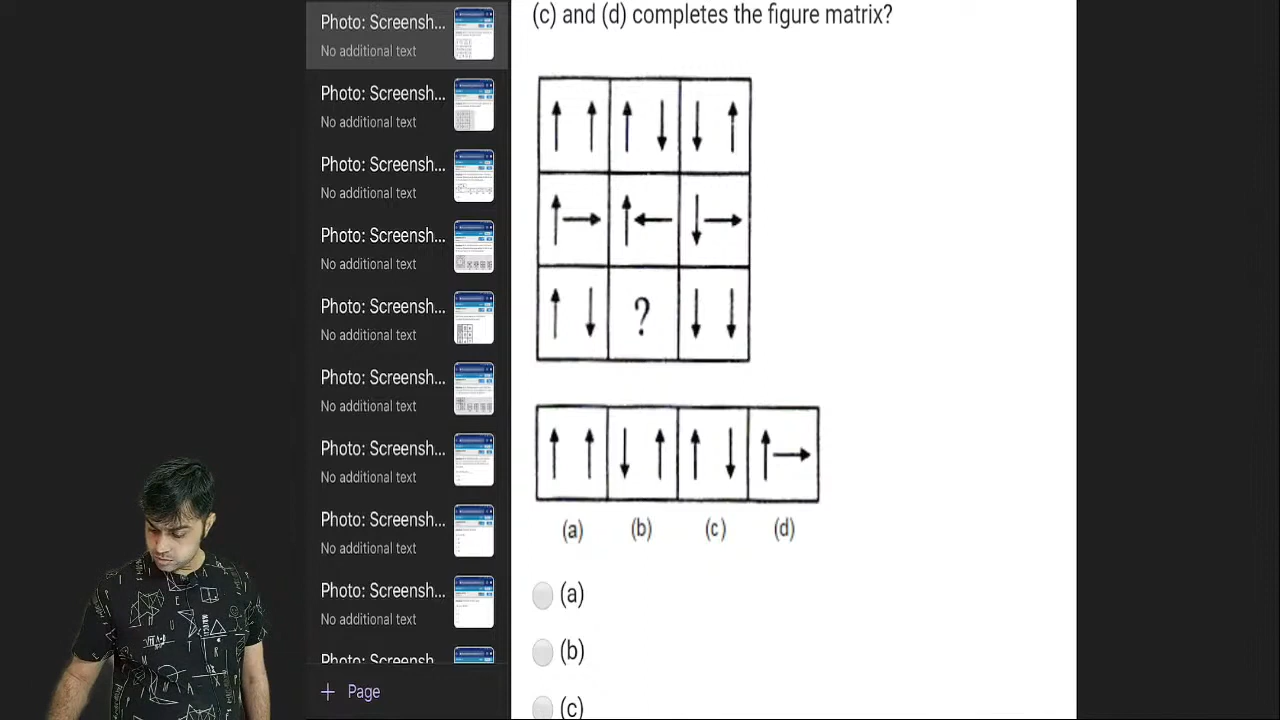 Photo: Screensh...
No additional text
Photo: Screensh...
No additional text
Photo: Screensh...
No additional text
Photo: Screensh...
No additional text
Photo: Screensh...
No additional text
Photo: Screensh...
No additional text
Photo: Screensh...
No additional text
Photo: Screensh...
No additional text
Photo: Screensh...
No additional text
Photo: Screensh...
+ Page
(c) and (d) completes the figure matrix?
?
(a) (b) (c) (d)
(a)
(b)
(c)